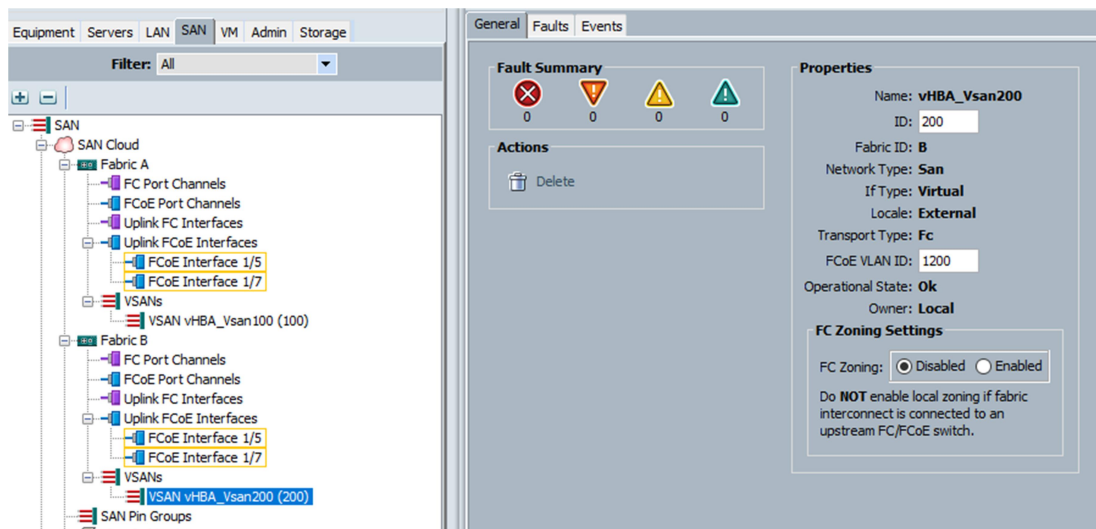 Equipment Servers LAN SAN VM Admin Storage
Filter: All
SAN
SAN Cloud
Fabric A
FC Port Channels
FCoE Port Channels
Uplink FC Interfaces
Uplink FCoE Interfaces
FCoE Interface 1/5
FCoE Interface 1/7
VSANs
VSAN vHBA_Vsan100 (100)
Fabric B
FC Port Channels
FCoE Port Channels
Uplink FC Interfaces
Uplink FCoE Interfaces
FCoE Interface 1/5
FCoE Interface 1/7
VSANs
VSAN vHBA_Vsan200 (200)
SAN Pin Groups
General Faults Events
Fault Summary
0 0 0 0
Actions
Delete
Properties
Name: vHBA_Vsan200
ID: 200
Fabric ID: B
Network Type: San
If Type: Virtual
Locale: External
Transport Type: Fc
FCoE VLAN ID: 1200
Operational State: Ok
Owner: Local
FC Zoning Settings
FC Zoning: Disabled Enabled
Do NOT enable local zoning if fabric
interconnect is connected to an
upstream FC/FCoE switch.